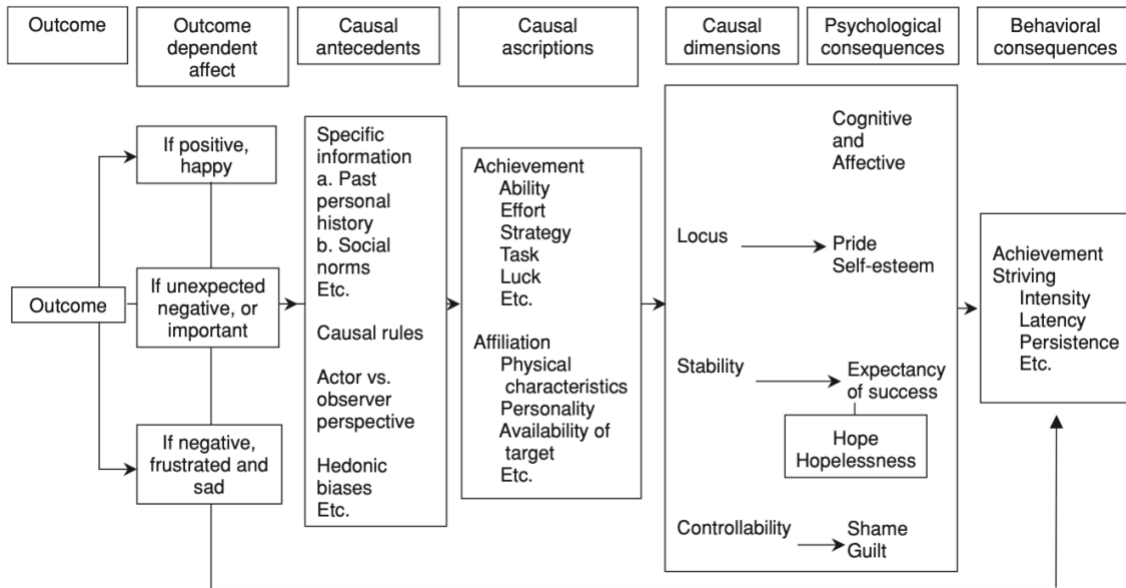 Outcome
Outcome
dependent
affect
Causal
antecedents
Causal
ascriptions
Causal
dimensions
Psychological
consequences
Behavioral
consequences
Outcome
If positive,
happy
If unexpected
negative, or
important
If negative,
frustrated and
sad
Specific
information
a. Past
personal
history
b. Social
norms
Etc.
Causal rules
Actor vs.
observer
perspective
Hedonic
biases
Etc.
Achievement
Ability
Effort
Strategy
Task
Luck
Etc.
Affiliation
Physical
characteristics
Personality
Availability of
target
Etc.
Cognitive
and
Affective
Locus
Pride
Self-esteem
Stability
Expectancy
of success
Hope
Hopelessness
Controllability
Shame
Guilt
Achievement
Striving
Intensity
Latency
Persistence
Etc.